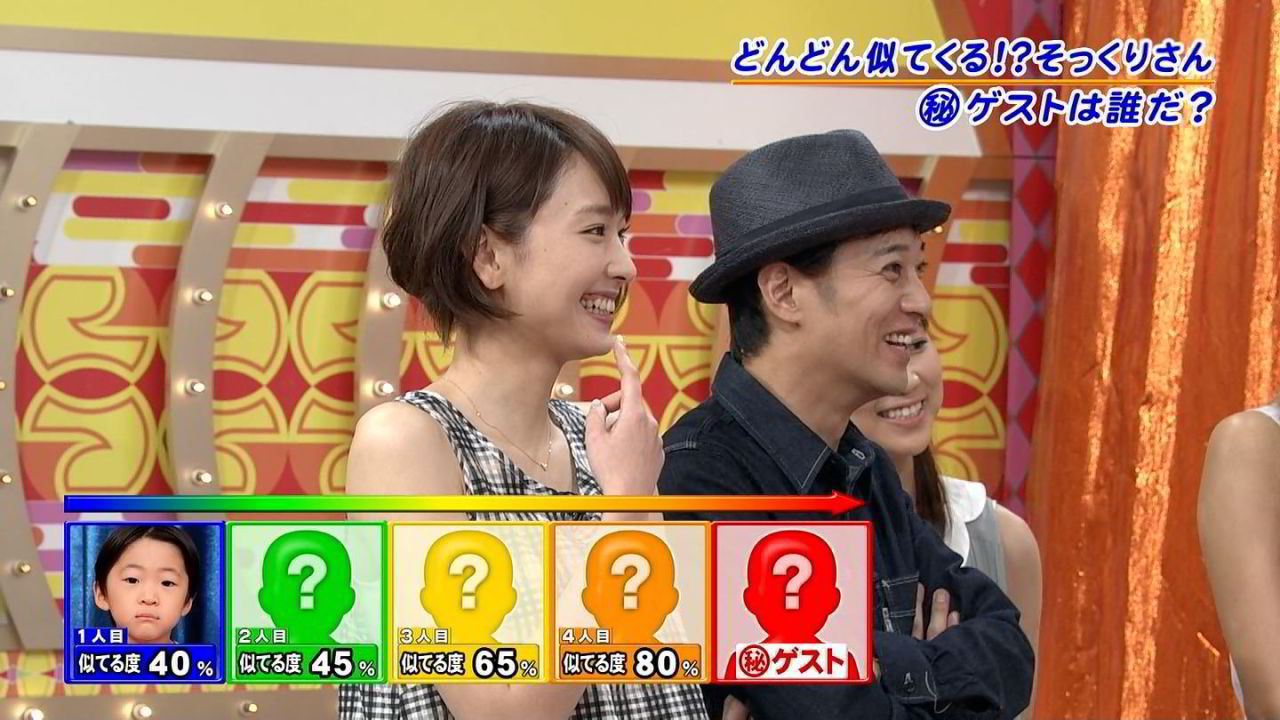 どんどん似てくる!?そっくりさん
㊙ゲストは誰だ？
?
?
?
?
1人目
似てる度 40%
2人目
似てる度 45%
3人目
似てる度 65%
4人目
似てる度 80%
㊙ゲスト